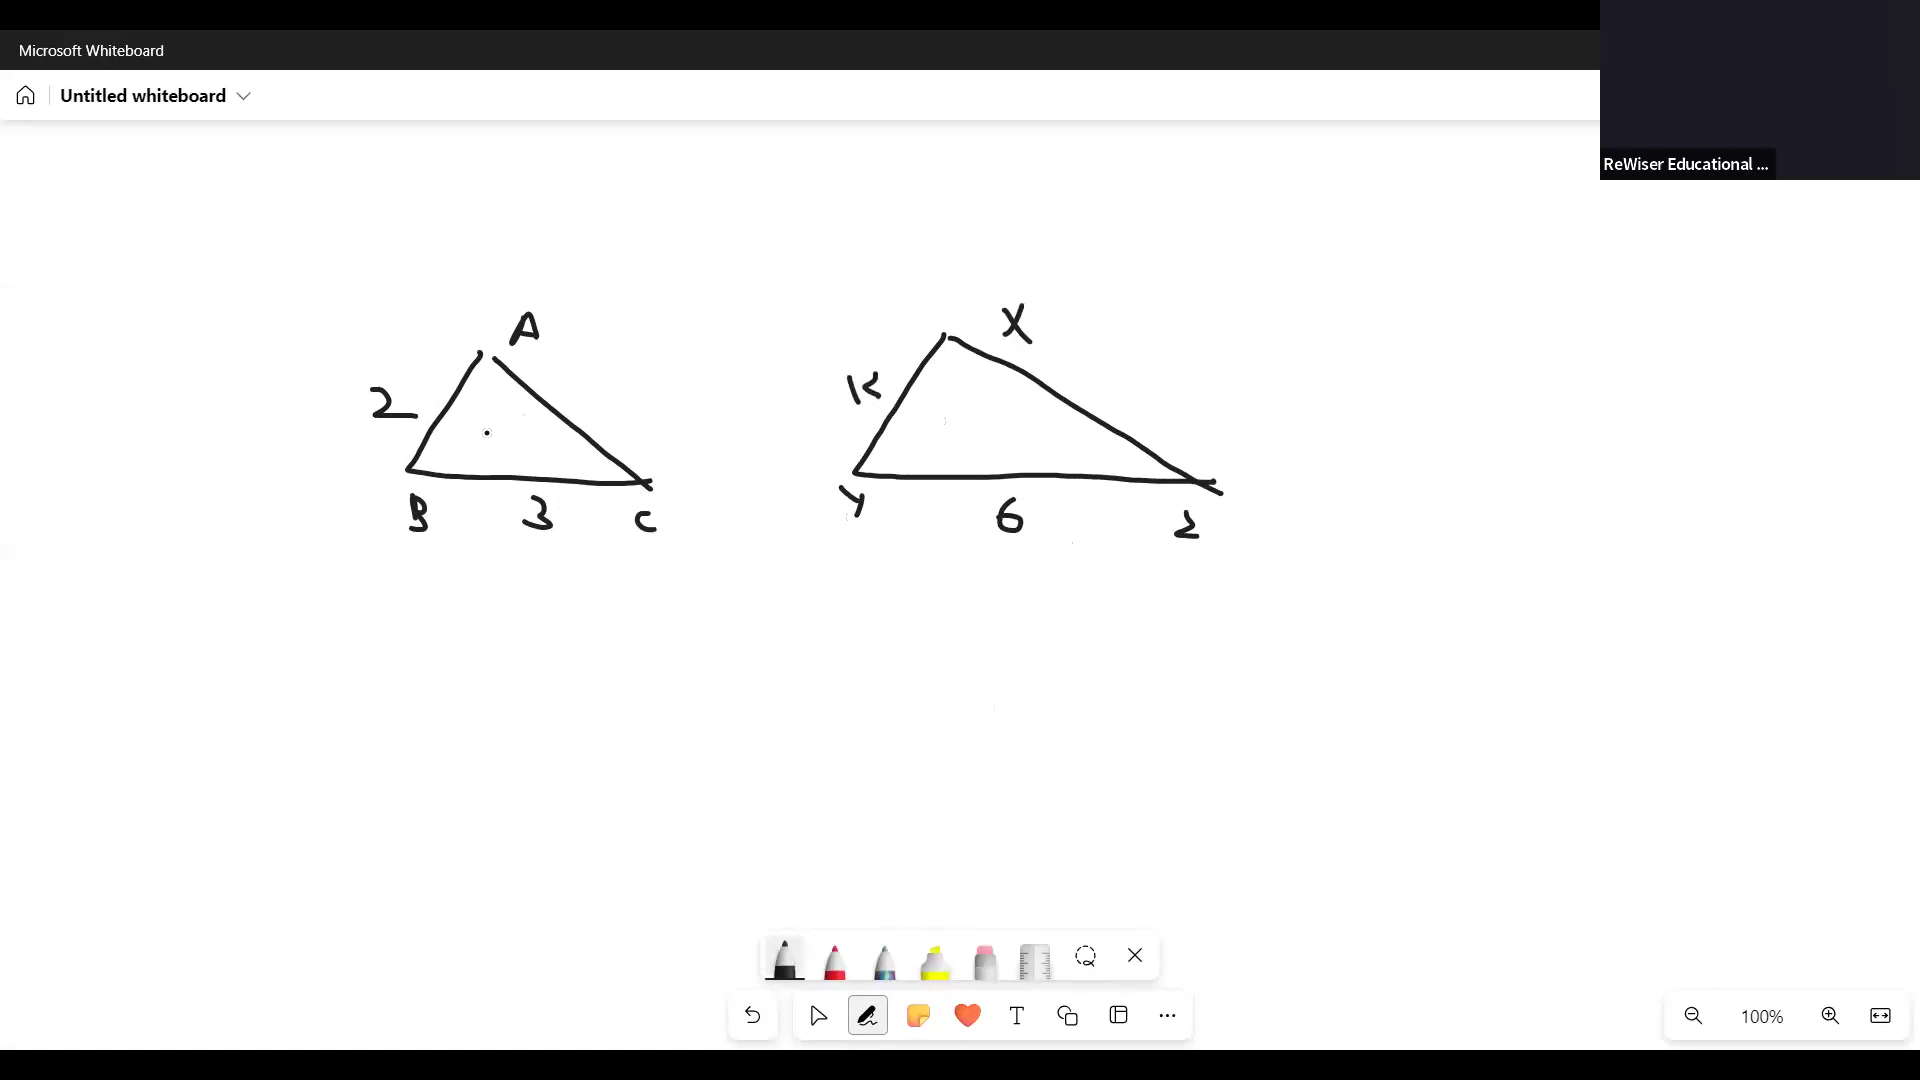 Microsoft Whiteboard
Untitled whiteboard
ReWiser Educational ...
A
X
2
K
B 3 C
Y 6 Z
T
100%